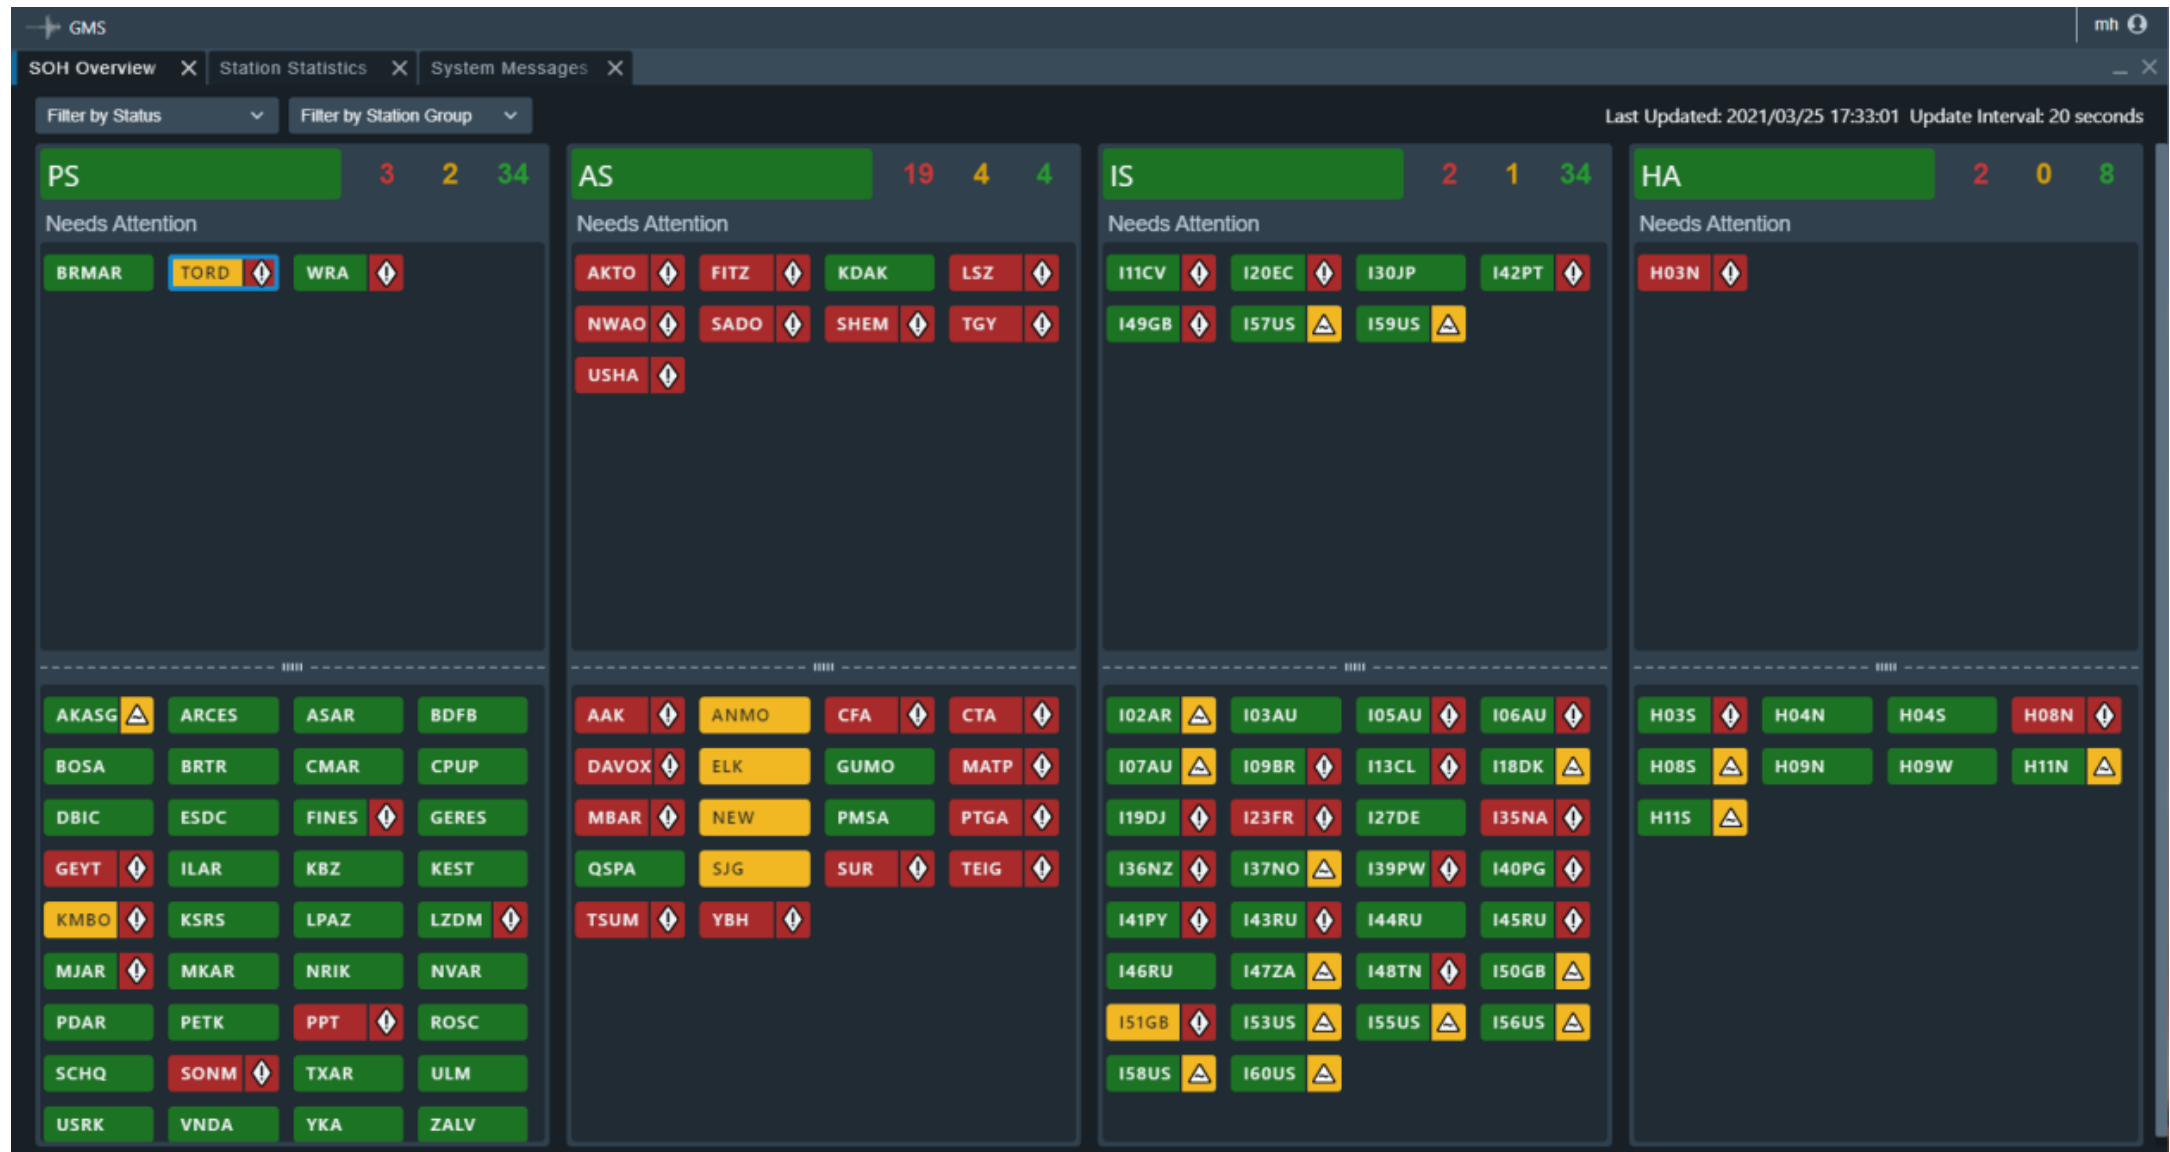 GMS
mh
SOH Overview Station Statistics System Messages
Filter by Status Filter by Station Group Last Updated: 2021/03/25 17:33:01 Update Interval: 20 seconds
PS 3 2 34
Needs Attention
BRMAR TORD WRA
AKASG ARCES ASAR BDFB
BOSA BRTR CMAR CPUP
DBIC ESDC FINES GERES
GEYT ILAR KBZ KEST
KMBO KSRS LPAZ LZDM
MJAR MKAR NRIK NVAR
PDAR PETK PPT ROSC
SCHQ SONM TXAR ULM
USRK VNDA YKA ZALV
AS 19 4 4
Needs Attention
AKTO FITZ KDAK LSZ
NWAO SADO SHEM TGY
USHA
AAK ANMO CFA CTA
DAVOX ELK GUMO MATP
MBAR NEW PMSA PTGA
QSPA SJG SUR TEIG
TSUM YBH
IS 2 1 34
Needs Attention
I11CV I20EC I30JP I42PT
I49GB I57US I59US
I02AR I03AU I05AU I06AU
I07AU I09BR I13CL I18DK
I19DJ I23FR I27DE I35NA
I36NZ I37NO I39PW I40PG
I41PY I43RU I44RU I45RU
I46RU I47ZA I48TN I50GB
I51GB I53US I55US I56US
I58US I60US
HA 2 0 8
Needs Attention
H03N
H03S H04N H04S H08N
H08S H09N H09W H11N
H11S